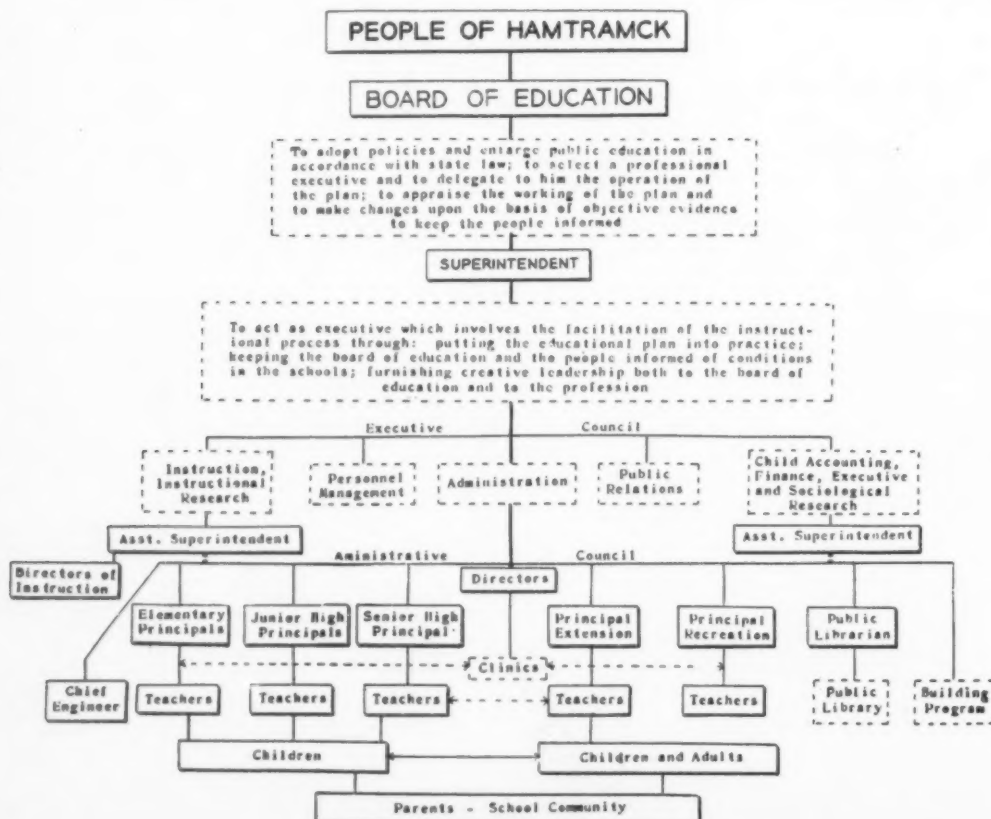 PEOPLE OF HAMTRAMCK
BOARD OF EDUCATION
To adopt policies and enlarge public education in
accordance with state law; to select a professional
executive and to delegate to him the operation of
the plan; to appraise the working of the plan and
to make changes upon the basis of objective evidence
to keep the people informed
SUPERINTENDENT
To act as executive which involves the facilitation of the instruct-
ional process through: putting the educational plan into practice;
keeping the board of education and the people informed of conditions
in the schools; furnishing creative leadership both to the board of
education and to the profession
Executive Council
Instruction,
Instructional
Research
Personnel
Management
Administration
Public
Relations
Child Accounting,
Finance, Executive
and Sociological
Research
Asst. Superintendent
Asst. Superintendent
Aministrative Council
Directors of
Instruction
Directors
Elementary
Principals
Junior High
Principals
Senior High
Principal
Principal
Extension
Principal
Recreation
Public
Librarian
Clinics
Chief
Engineer
Teachers
Teachers
Teachers
Teachers
Teachers
Public
Library
Building
Program
Children
Children and Adults
Parents - School Community